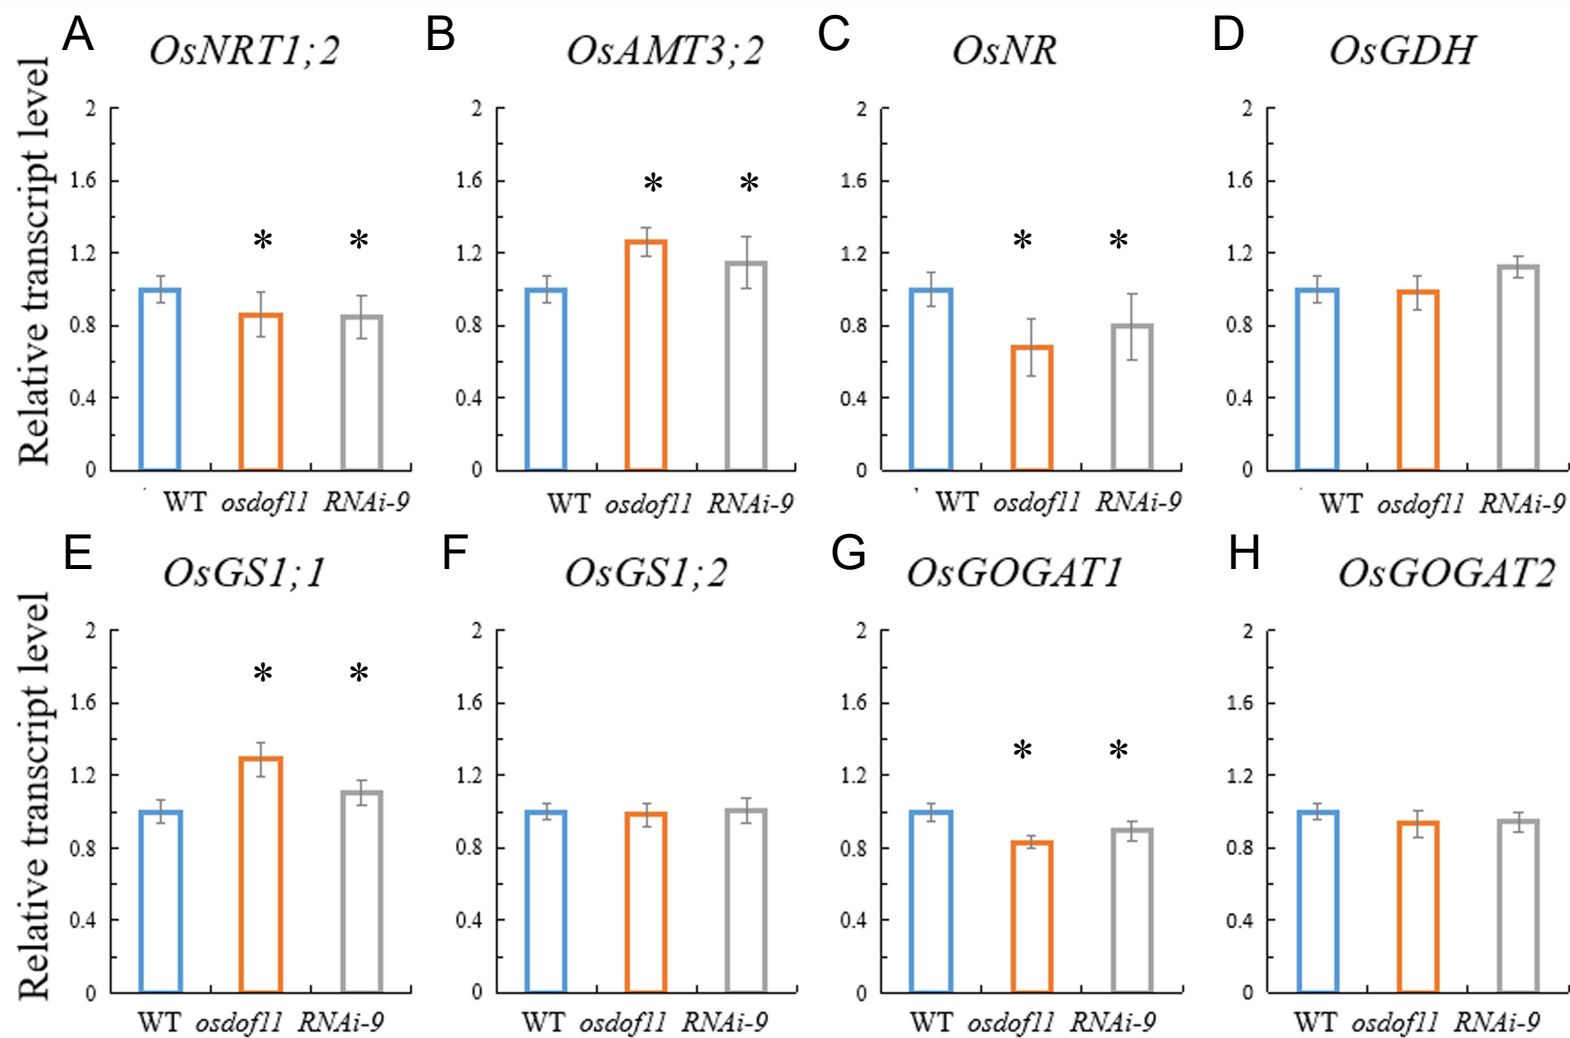 A OsNRT1;2
B OsAMT3;2
C OsNR
D OsGDH
Relative transcript level
2
1.6
1.2
0.8
0.4
0
* *
WT osdof11 RNAi-9
2
1.6
1.2
0.8
0.4
0
* *
WT osdof11 RNAi-9
2
1.6
1.2
0.8
0.4
0
* *
WT osdof11 RNAi-9
2
1.6
1.2
0.8
0.4
0
WT osdof11 RNAi-9
E OsGS1;1
F OsGS1;2
G OsGOGAT1
H OsGOGAT2
Relative transcript level
2
1.6
1.2
0.8
0.4
0
* *
WT osdof11 RNAi-9
2
1.6
1.2
0.8
0.4
0
WT osdof11 RNAi-9
2
1.6
1.2
0.8
0.4
0
* *
WT osdof11 RNAi-9
2
1.6
1.2
0.8
0.4
0
WT osdof11 RNAi-9